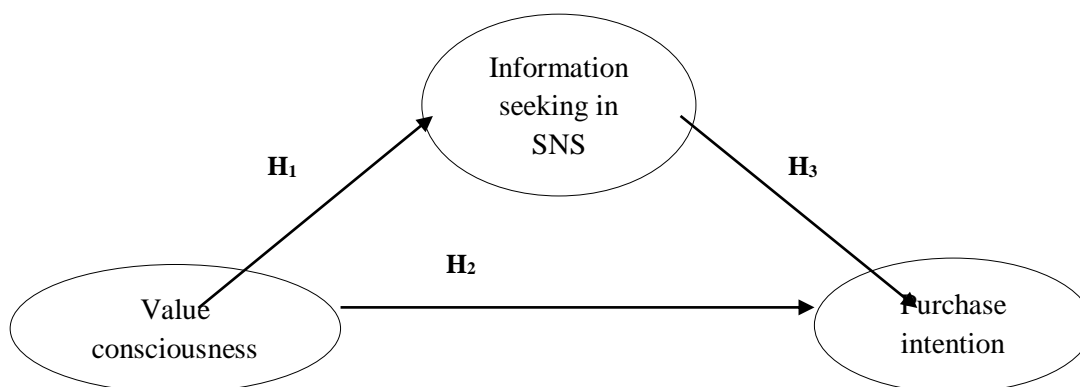 Information
seeking in
SNS
H₁
H₃
H₂
Value
consciousness
Purchase
intention